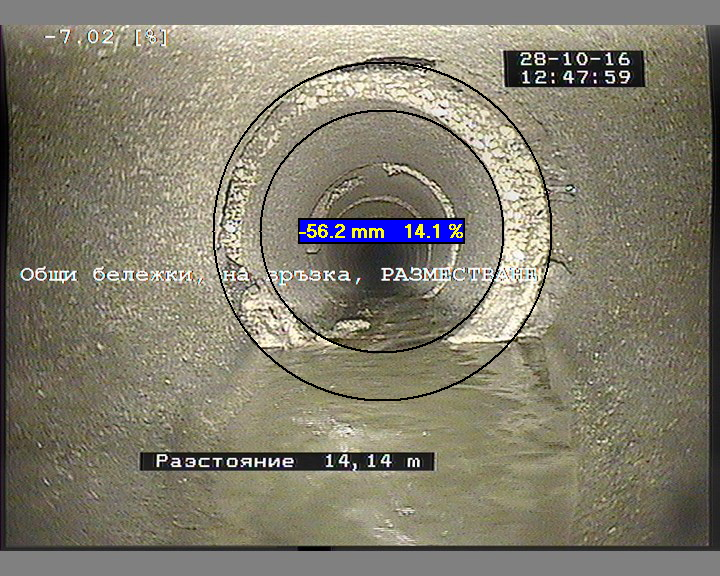 -7.02 [%]
28-10-16
12:47:59
-56.2 mm 14.1 %
Общи бележки, на връзка, РАЗМЕСТВАНЕ
Разстояние 14,14 m